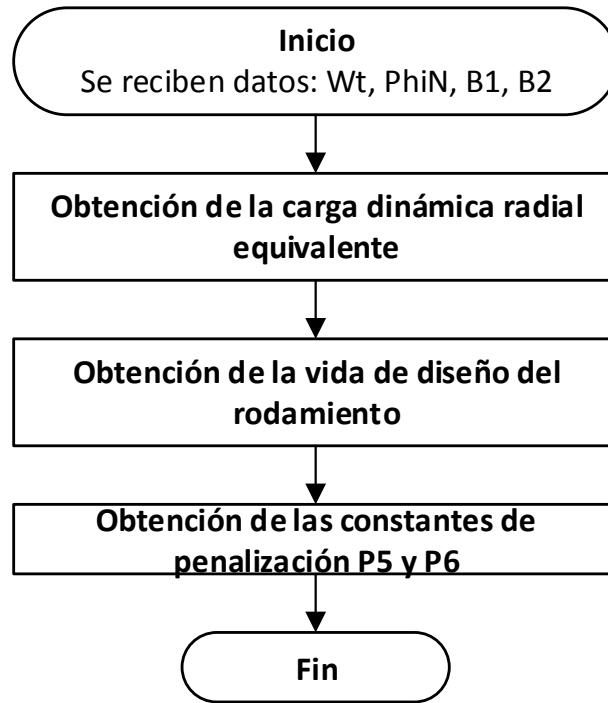 Inicio
Se reciben datos: Wt, PhiN, B1, B2
Obtención de la carga dinámica radial
equivalente
Obtención de la vida de diseño del
rodamiento
Obtención de las constantes de
penalización P5 y P6
Fin